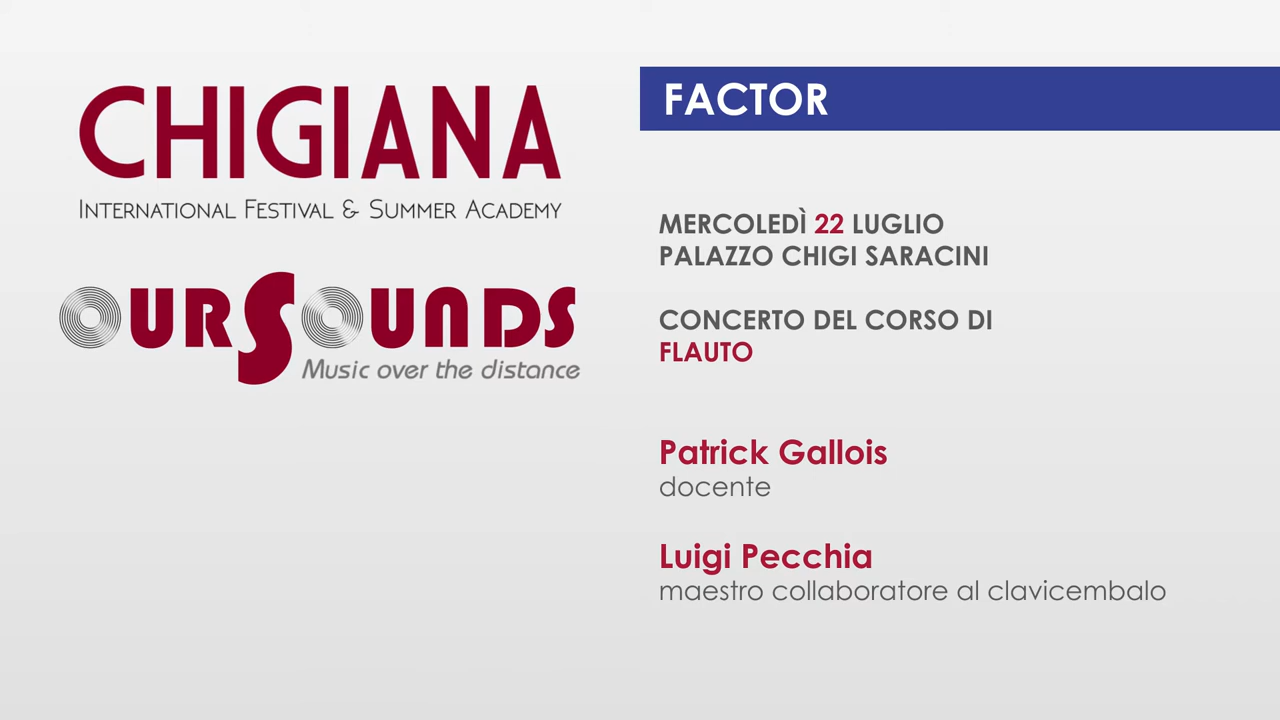 CHIGIANA
INTERNATIONAL FESTIVAL & SUMMER ACADEMY
OURSOUNDS
Music over the distance
FACTOR
MERCOLEDÌ 22 LUGLIO
PALAZZO CHIGI SARACINI
CONCERTO DEL CORSO DI
FLAUTO
Patrick Gallois
docente
Luigi Pecchia
maestro collaboratore al clavicembalo